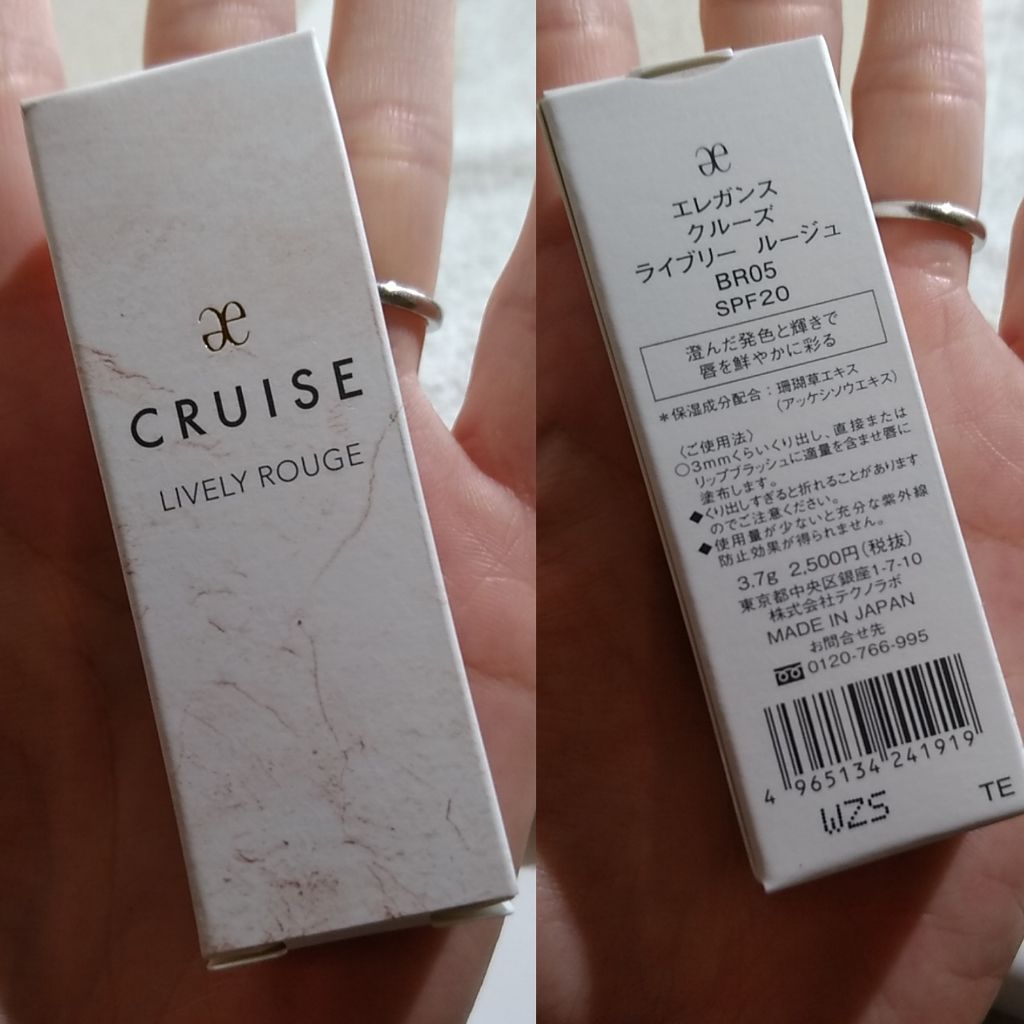 æ
CRUISE
LIVELY ROUGE
æ
エレガンス
クルーズ
ライブリー ルージュ
BR05
SPF20
澄んだ発色と輝きで
唇を鮮やかに彩る
*保湿成分配合：珊瑚草エキス
(アッケシソウエキス)
〈ご使用法〉
○3mmくらいくり出し、直接または
リップブラッシュに適量を含ませ唇に
塗布します。
◆くり出しすぎると折れることがあります
のでご注意ください。
◆使用量が少ないと充分な紫外線
防止効果が得られません。
3.7g 2,500円(税抜)
東京都中央区銀座1-7-10
株式会社テクノラボ
MADE IN JAPAN
お問合せ先
0120-766-995
4 965134 241919
WZS
TE